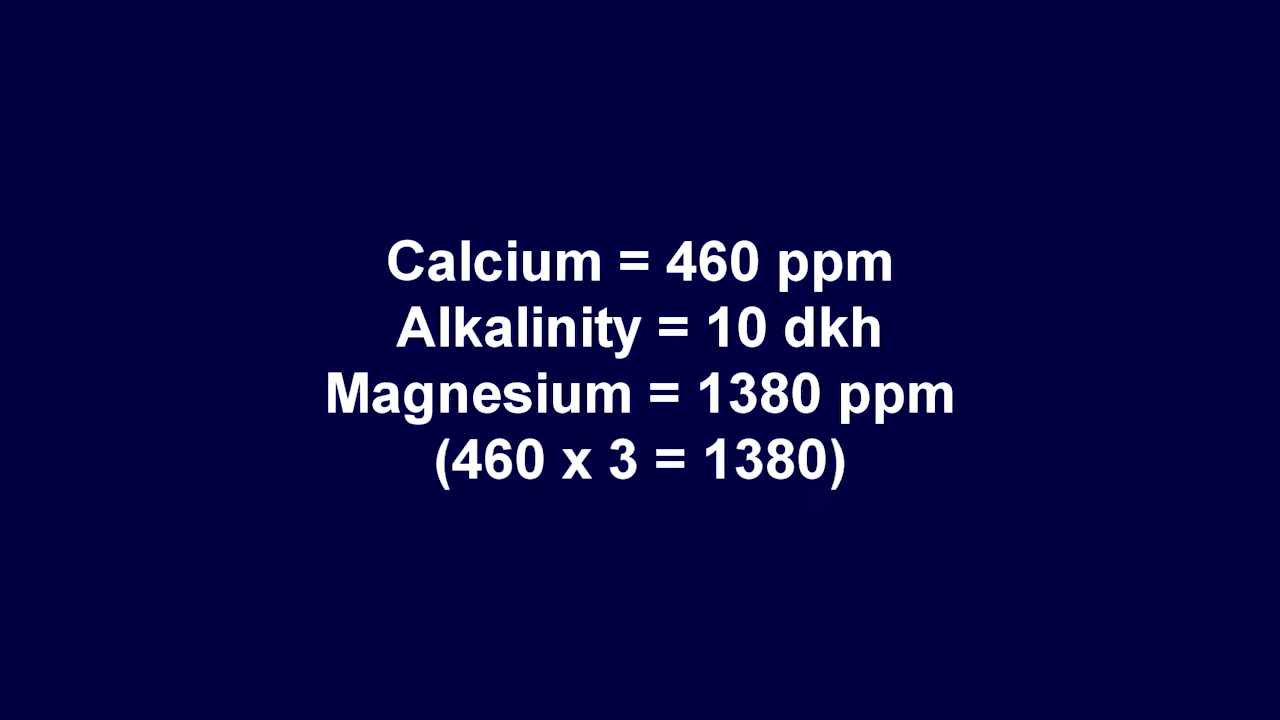 Calcium = 460 ppm
Alkalinity = 10 dkh
Magnesium = 1380 ppm
(460 x 3 = 1380)